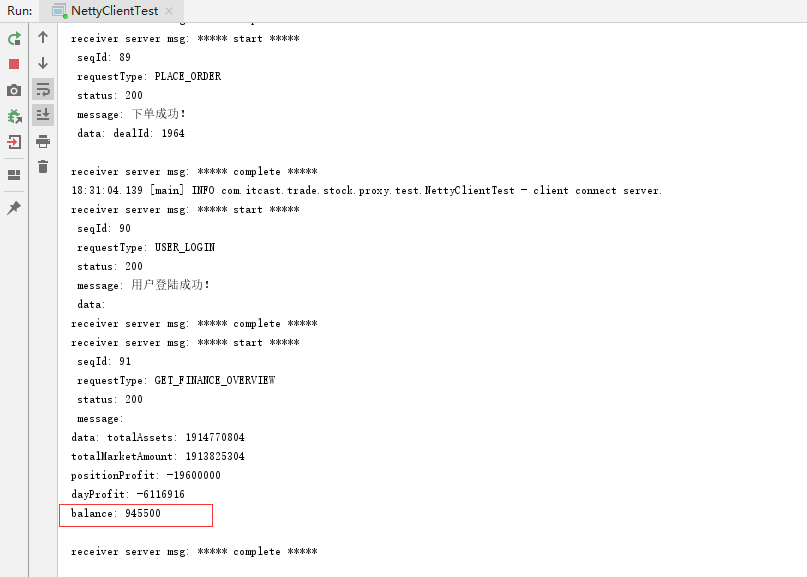 Run: NettyClientTest
receiver server msg: ***** start *****
seqId: 89
requestType: PLACE_ORDER
status: 200
message: 下单成功!
data: dealId: 1964
receiver server msg: ***** complete *****
18:31:04.139 [main] INFO com.itcast.trade.stock.proxy.test.NettyClientTest - client connect server.
receiver server msg: ***** start *****
seqId: 90
requestType: USER_LOGIN
status: 200
message: 用户登陆成功!
data:
receiver server msg: ***** complete *****
receiver server msg: ***** start *****
seqId: 91
requestType: GET_FINANCE_OVERVIEW
status: 200
message:
data: totalAssets: 1914770804
totalMarketAmount: 1913825304
positionProfit: -19600000
dayProfit: -6116916
balance: 945500
receiver server msg: ***** complete *****